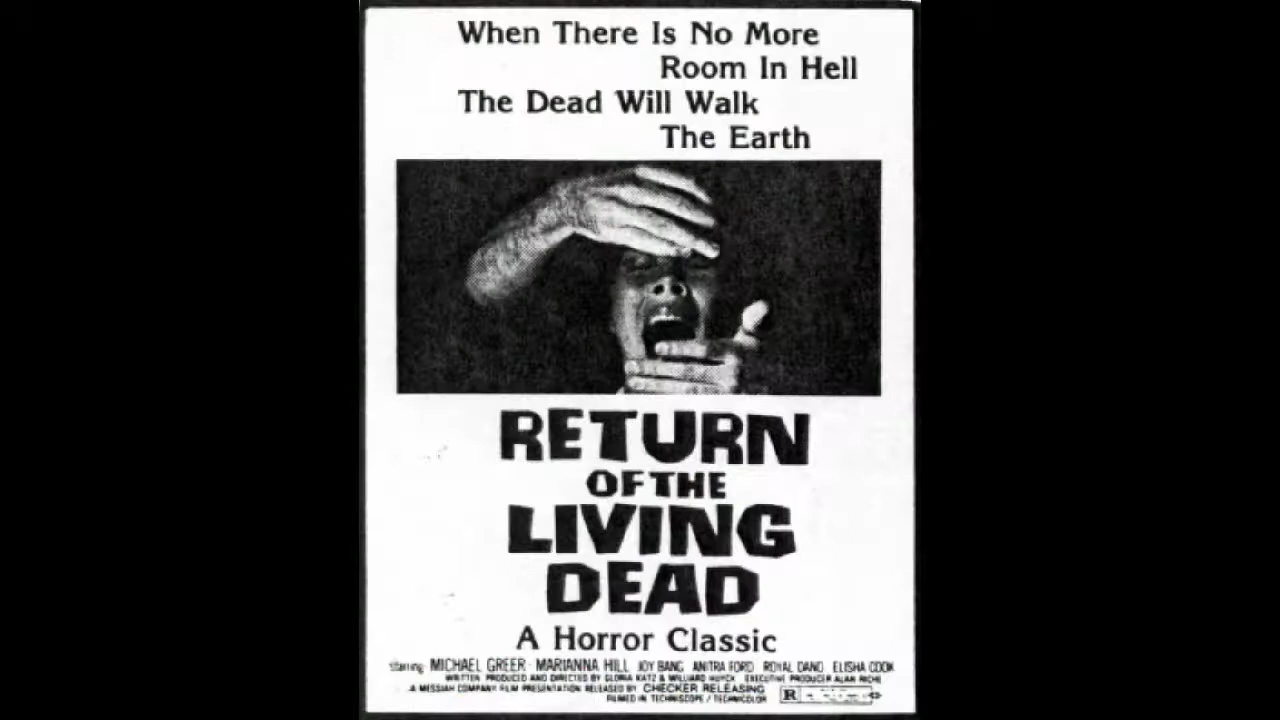 When There Is No More
Room In Hell
The Dead Will Walk
The Earth
RETURN
OF THE
LIVING
DEAD
A Horror Classic
Starring MICHAEL GREER · MARIANNA HILL JOY BANG ANITRA FORD ROYAL DANO ELISHA COOK
WRITTEN PRODUCED AND DIRECTED BY GLORIA KATZ & WILLIARD HUYCK EXECUTIVE PRODUCER ALAN RICHE
A MESSIAH COMPANY FILM PRESENTATION RELEASED BY CHECKER RELEASING
FILMED IN TECHNISCOPE / TECHNICOLOR
R